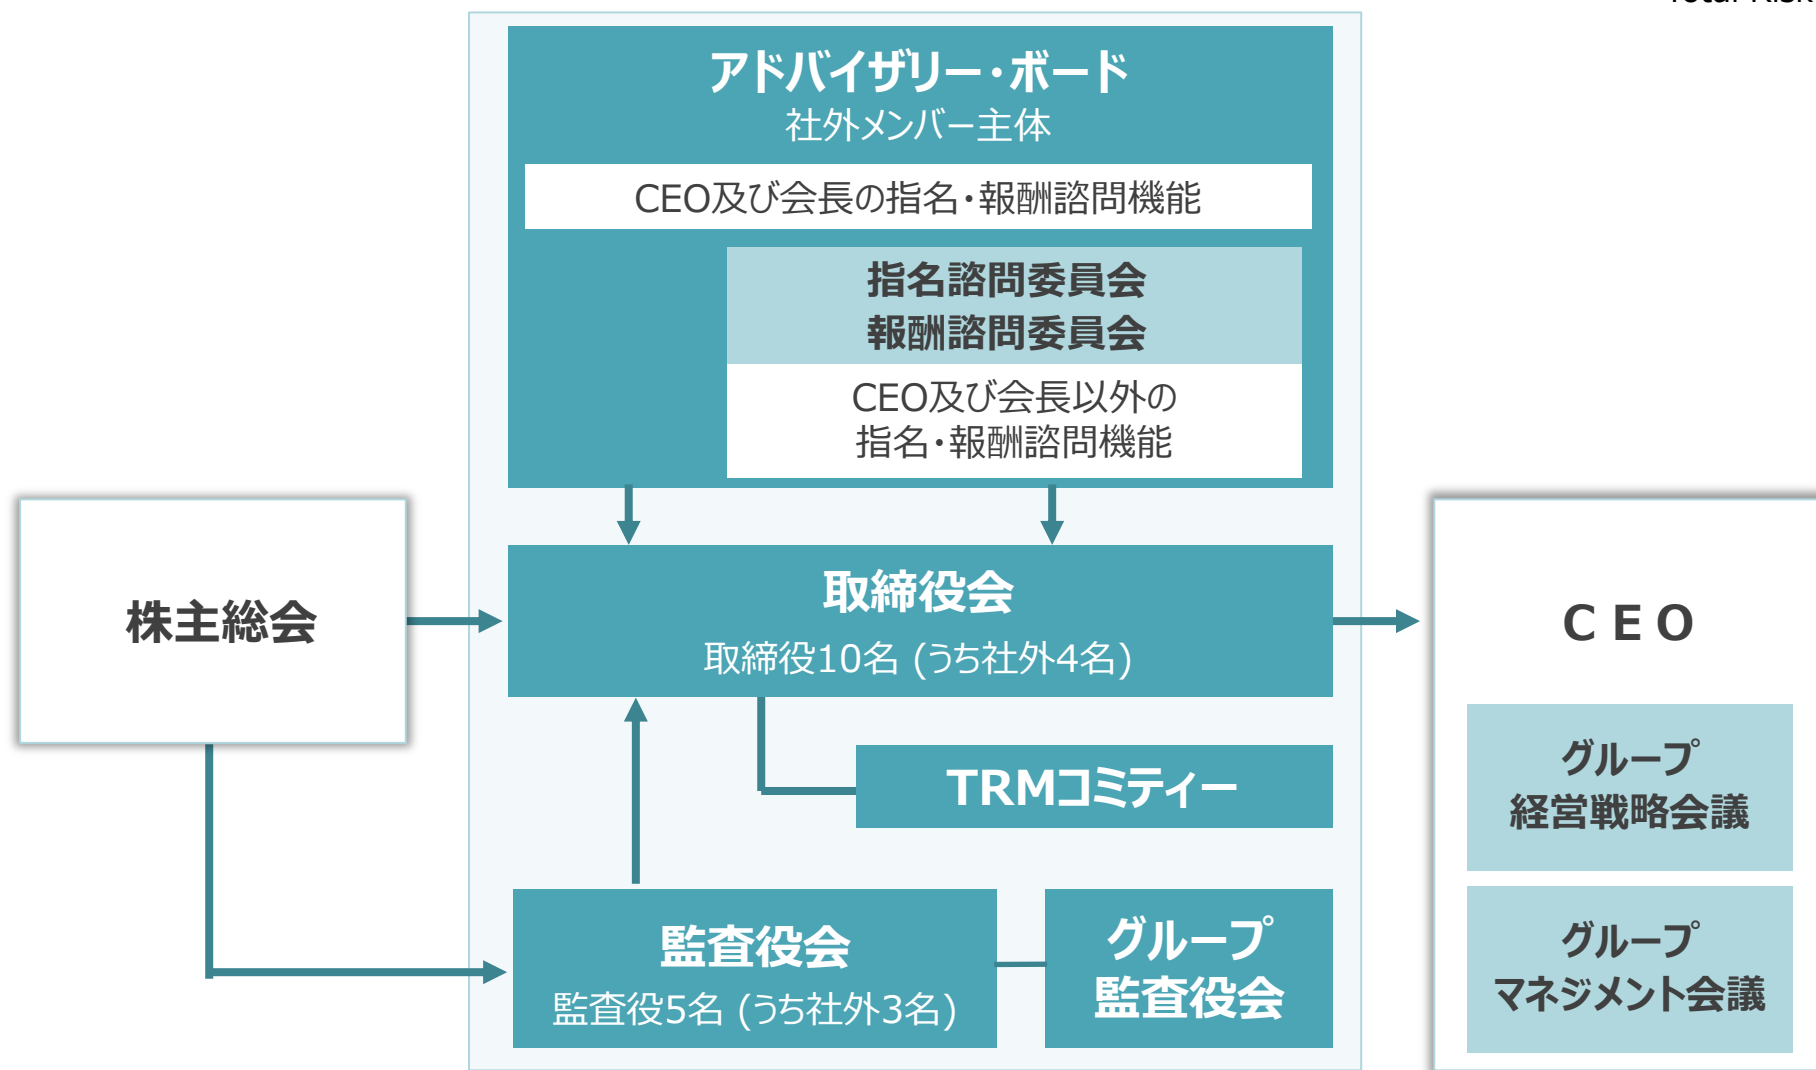 Total Risk
アドバイザリー・ボード
社外メンバー主体
CEO及び会長の指名・報酬諮問機能
指名諮問委員会
報酬諮問委員会
CEO及び会長以外の
指名・報酬諮問機能
株主総会
取締役会
取締役10名 (うち社外4名)
CEO
TRMコミティー
グループ
経営戦略会議
監査役会
監査役5名 (うち社外3名)
グループ
監査役会
グループ
マネジメント会議